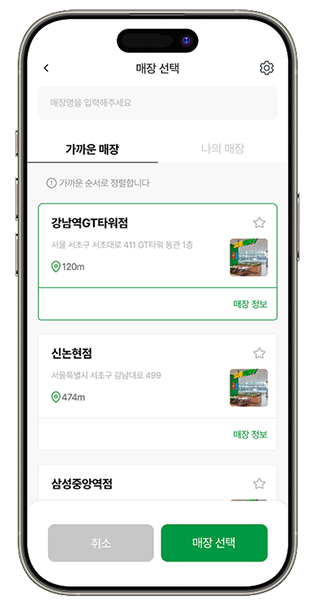 매장 선택
매장명을 입력해주세요
가까운 매장
나의 매장
가까운 순서로 정렬합니다
강남역GT타워점
서울 서초구 서초대로 411 GT타워 동관 1층
120m
매장 정보
신논현점
서울특별시 서초구 강남대로 499
474m
매장 정보
삼성중앙역점
취소
매장 선택